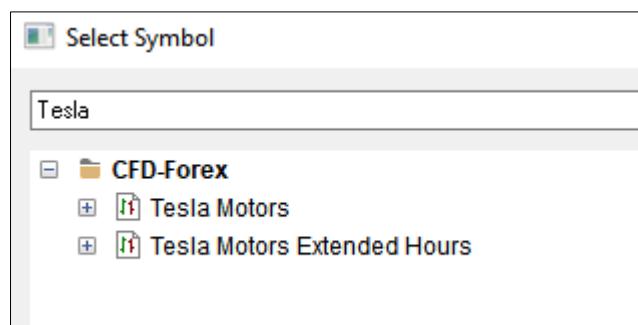 Select Symbol
Tesla
CFD-Forex
Tesla Motors
Tesla Motors Extended Hours